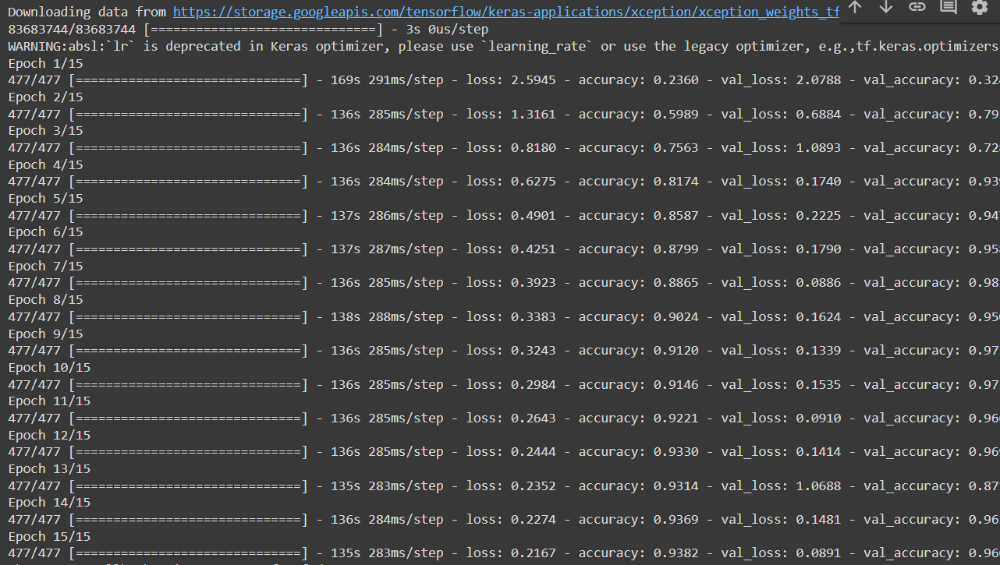 Downloading data from https://storage.googleapis.com/tensorflow/keras-applications/xception/xception_weights_tf
83683744/83683744 [==============================] - 3s 0us/step
WARNING:absl:`lr` is deprecated in Keras optimizer, please use `learning_rate` or use the legacy optimizer, e.g.,tf.keras.optimizers
Epoch 1/15
477/477 [==============================] - 169s 291ms/step - loss: 2.5945 - accuracy: 0.2360 - val_loss: 2.0788 - val_accuracy: 0.324
Epoch 2/15
477/477 [==============================] - 136s 285ms/step - loss: 1.3161 - accuracy: 0.5989 - val_loss: 0.6884 - val_accuracy: 0.79
Epoch 3/15
477/477 [==============================] - 136s 284ms/step - loss: 0.8180 - accuracy: 0.7563 - val_loss: 1.0893 - val_accuracy: 0.728
Epoch 4/15
477/477 [==============================] - 136s 284ms/step - loss: 0.6275 - accuracy: 0.8174 - val_loss: 0.1740 - val_accuracy: 0.939
Epoch 5/15
477/477 [==============================] - 137s 286ms/step - loss: 0.4901 - accuracy: 0.8587 - val_loss: 0.2225 - val_accuracy: 0.947
Epoch 6/15
477/477 [==============================] - 137s 287ms/step - loss: 0.4251 - accuracy: 0.8799 - val_loss: 0.1790 - val_accuracy: 0.958
Epoch 7/15
477/477 [==============================] - 136s 285ms/step - loss: 0.3923 - accuracy: 0.8865 - val_loss: 0.0886 - val_accuracy: 0.98
Epoch 8/15
477/477 [==============================] - 138s 288ms/step - loss: 0.3383 - accuracy: 0.9024 - val_loss: 0.1624 - val_accuracy: 0.956
Epoch 9/15
477/477 [==============================] - 136s 285ms/step - loss: 0.3243 - accuracy: 0.9120 - val_loss: 0.1339 - val_accuracy: 0.97
Epoch 10/15
477/477 [==============================] - 136s 285ms/step - loss: 0.2984 - accuracy: 0.9146 - val_loss: 0.1535 - val_accuracy: 0.97
Epoch 11/15
477/477 [==============================] - 136s 285ms/step - loss: 0.2643 - accuracy: 0.9221 - val_loss: 0.0910 - val_accuracy: 0.966
Epoch 12/15
477/477 [==============================] - 136s 285ms/step - loss: 0.2444 - accuracy: 0.9330 - val_loss: 0.1414 - val_accuracy: 0.969
Epoch 13/15
477/477 [==============================] - 135s 283ms/step - loss: 0.2352 - accuracy: 0.9314 - val_loss: 1.0688 - val_accuracy: 0.87
Epoch 14/15
477/477 [==============================] - 136s 284ms/step - loss: 0.2274 - accuracy: 0.9369 - val_loss: 0.1481 - val_accuracy: 0.96
Epoch 15/15
477/477 [==============================] - 135s 283ms/step - loss: 0.2167 - accuracy: 0.9382 - val_loss: 0.0891 - val_accuracy: 0.96